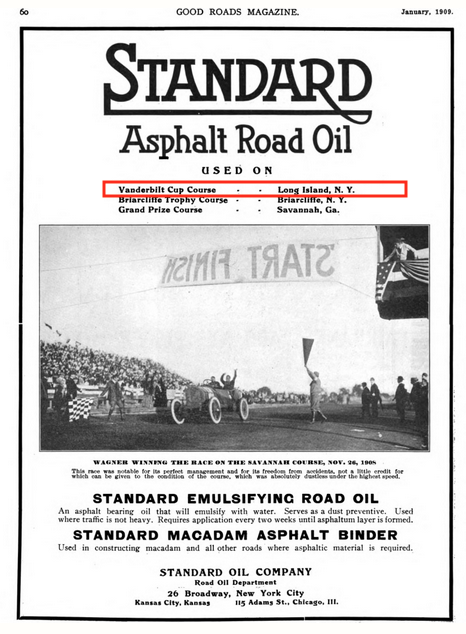 60 GOOD ROADS MAGAZINE. January, 1909.
STANDARD
Asphalt Road Oil
USED ON
Vanderbilt Cup Course - - Long Island, N. Y.
Briarcliffe Trophy Course - - Briarcliffe, N. Y.
Grand Prize Course - - Savannah, Ga.
START FINISH
WAGNER WINNING THE RACE ON THE SAVANNAH COURSE, NOV. 26, 1908
This race was notable for its perfect management and for its freedom from accidents, not a little credit for
which can be given to the condition of the course, which was absolutely dustless under the highest speed.
STANDARD EMULSIFYING ROAD OIL
An asphalt bearing oil that will emulsify with water. Serves as a dust preventive. Used
where traffic is not heavy. Requires application every two weeks until asphaltum layer is formed.
STANDARD MACADAM ASPHALT BINDER
Used in constructing macadam and all other roads where asphaltic material is required.
STANDARD OIL COMPANY
Road Oil Department
26 Broadway, New York City
Kansas City, Kansas 115 Adams St., Chicago, Ill.